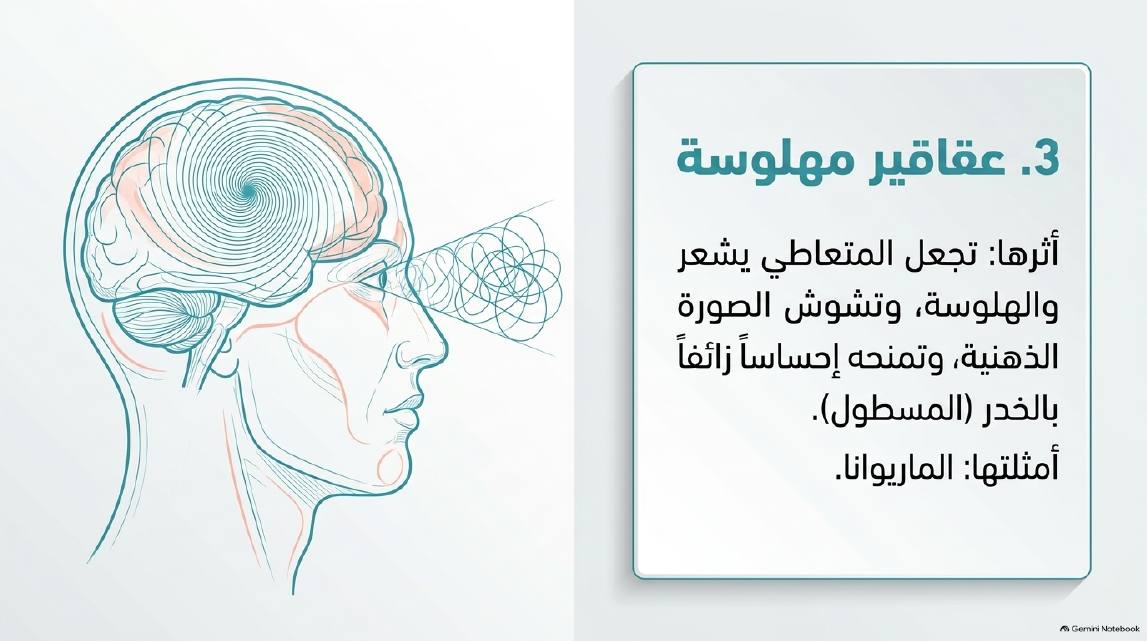 3. عقاقير مهلوسة
أثرها: تجعل المتعاطي يشعر
والهلوسة، وتشوش الصورة
الذهنية، وتمنحه إحساساً زائفاً
بالخدر (المسطول).
أمثلتها: الماريوانا.
Gemini Notebook